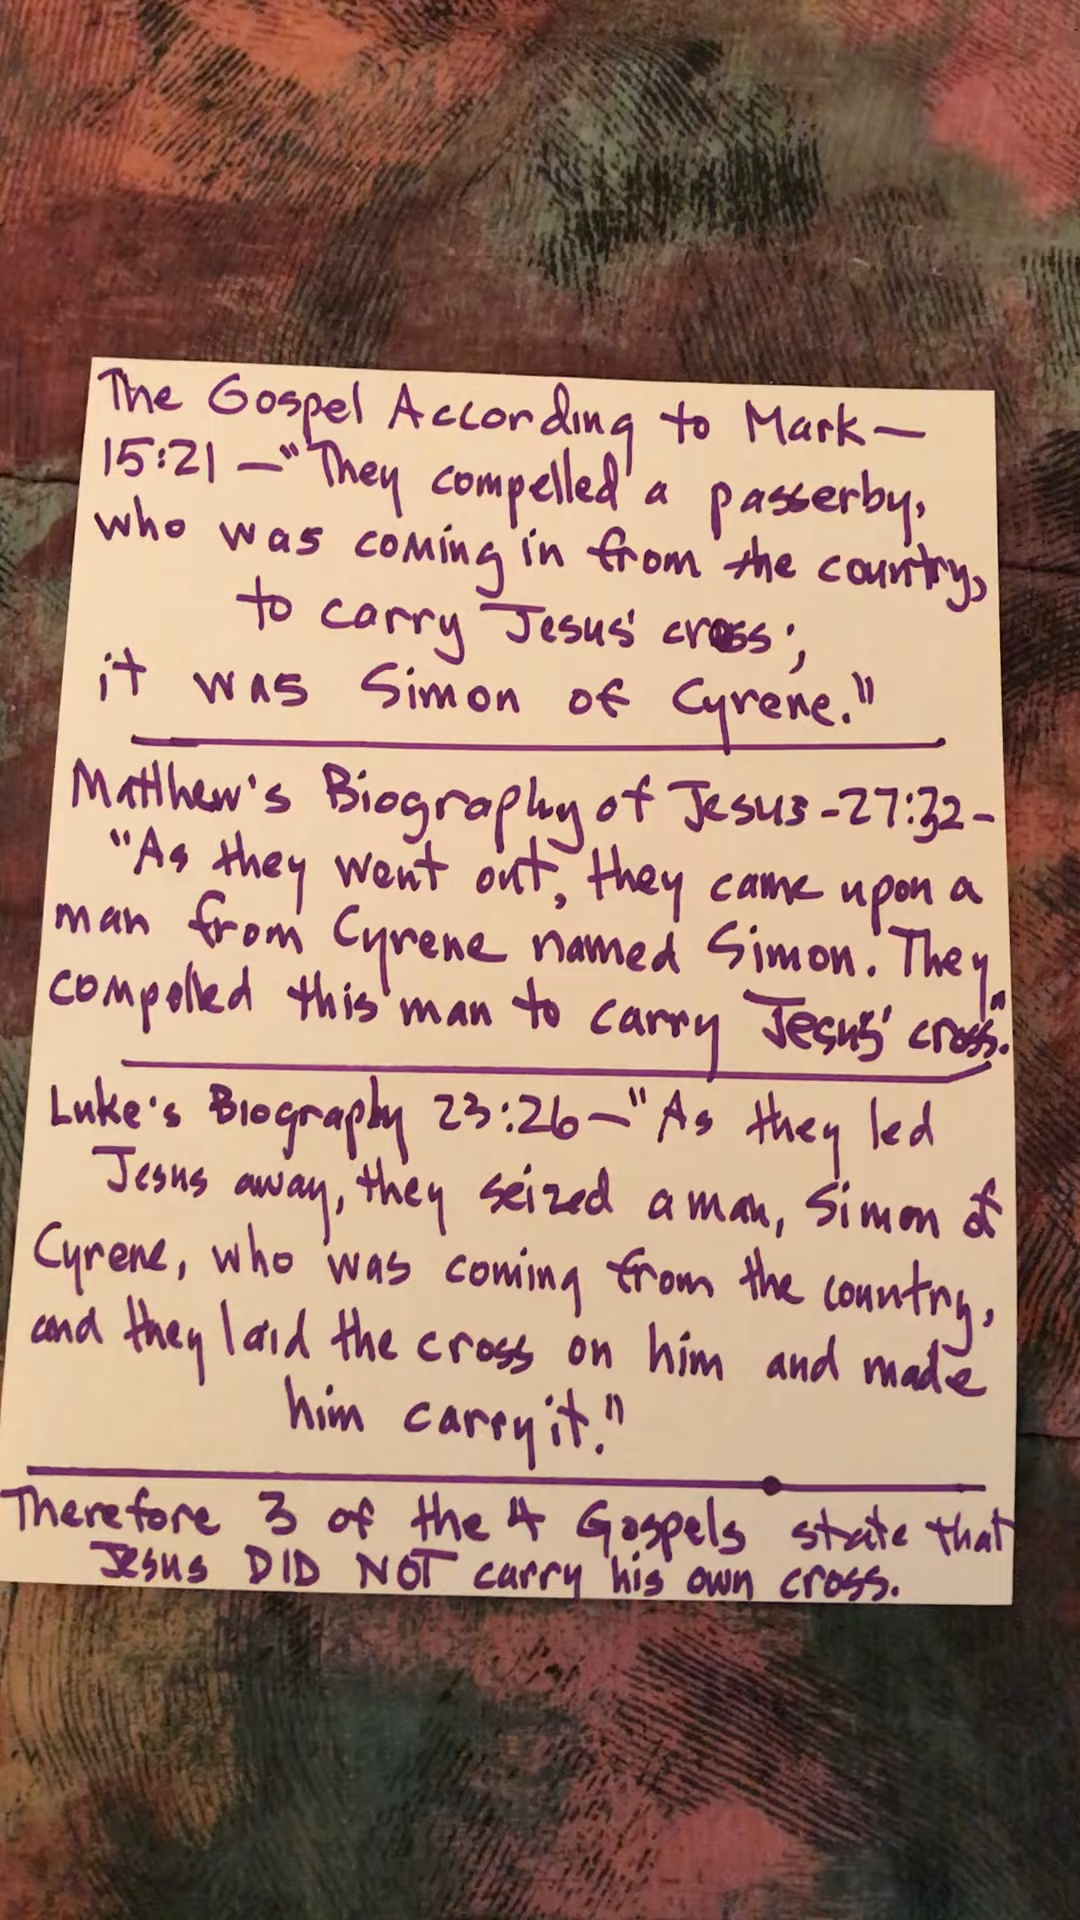 The Gospel According to Mark—
15:21—"They compelled a passerby,
who was coming in from the country,
to carry Jesus' cross;
it was Simon of Cyrene."
Matthew's Biography of Jesus-27:32-
"As they went out, they came upon a
man from Cyrene named Simon. They
compelled this man to carry Jesus' cross."
Luke's Biography 23:26—"As they led
Jesus away, they seized a man, Simon of
Cyrene, who was coming from the country,
and they laid the cross on him and made
him carry it."
Therefore 3 of the 4 Gospels state that
Jesus DID NOT carry his own cross.